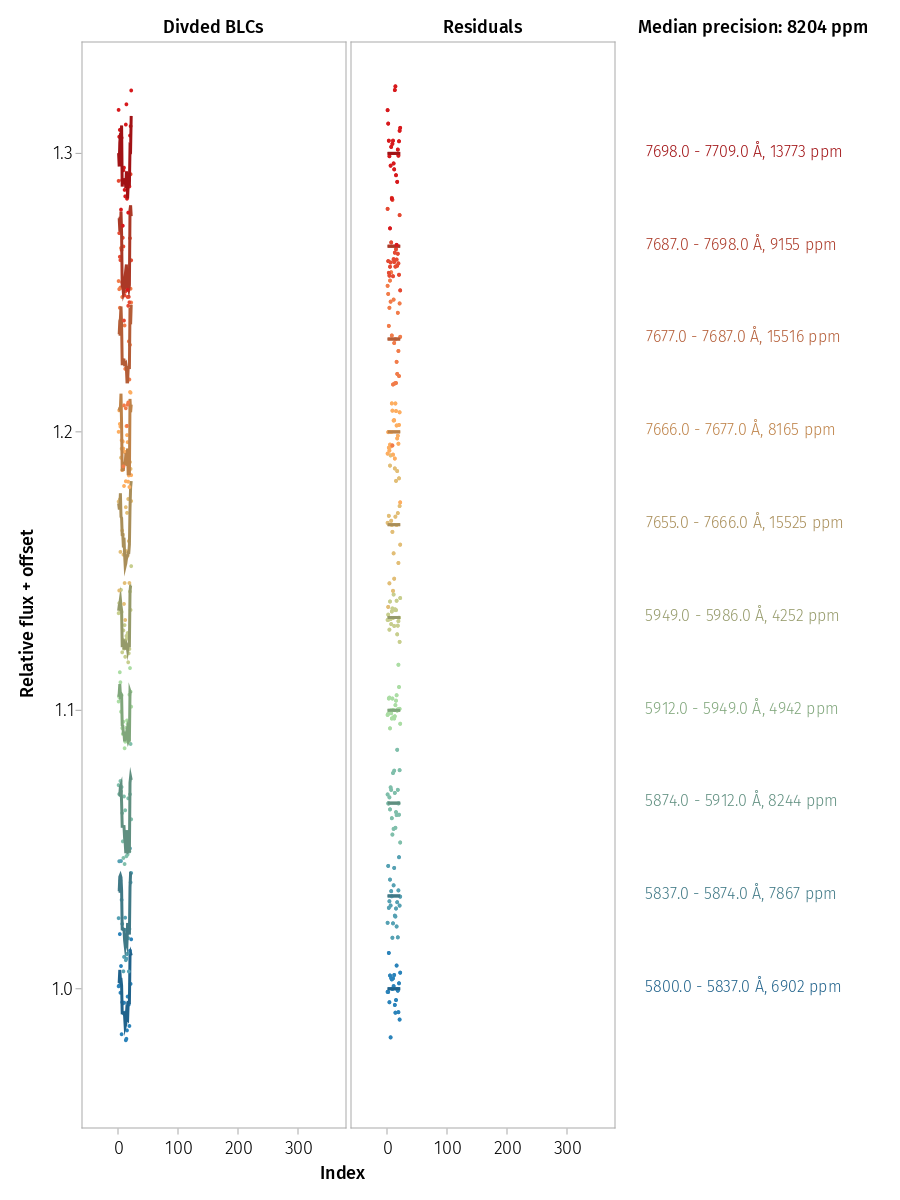 Divded BLCs
Residuals
Median precision: 8204 ppm
1.3
1.2
1.1
1.0
Relative flux + offset
7698.0 - 7709.0 Å, 13773 ppm
7687.0 - 7698.0 Å, 9155 ppm
7677.0 - 7687.0 Å, 15516 ppm
7666.0 - 7677.0 Å, 8165 ppm
7655.0 - 7666.0 Å, 15525 ppm
5949.0 - 5986.0 Å, 4252 ppm
5912.0 - 5949.0 Å, 4942 ppm
5874.0 - 5912.0 Å, 8244 ppm
5837.0 - 5874.0 Å, 7867 ppm
5800.0 - 5837.0 Å, 6902 ppm
0 100 200 300
0 100 200 300
Index